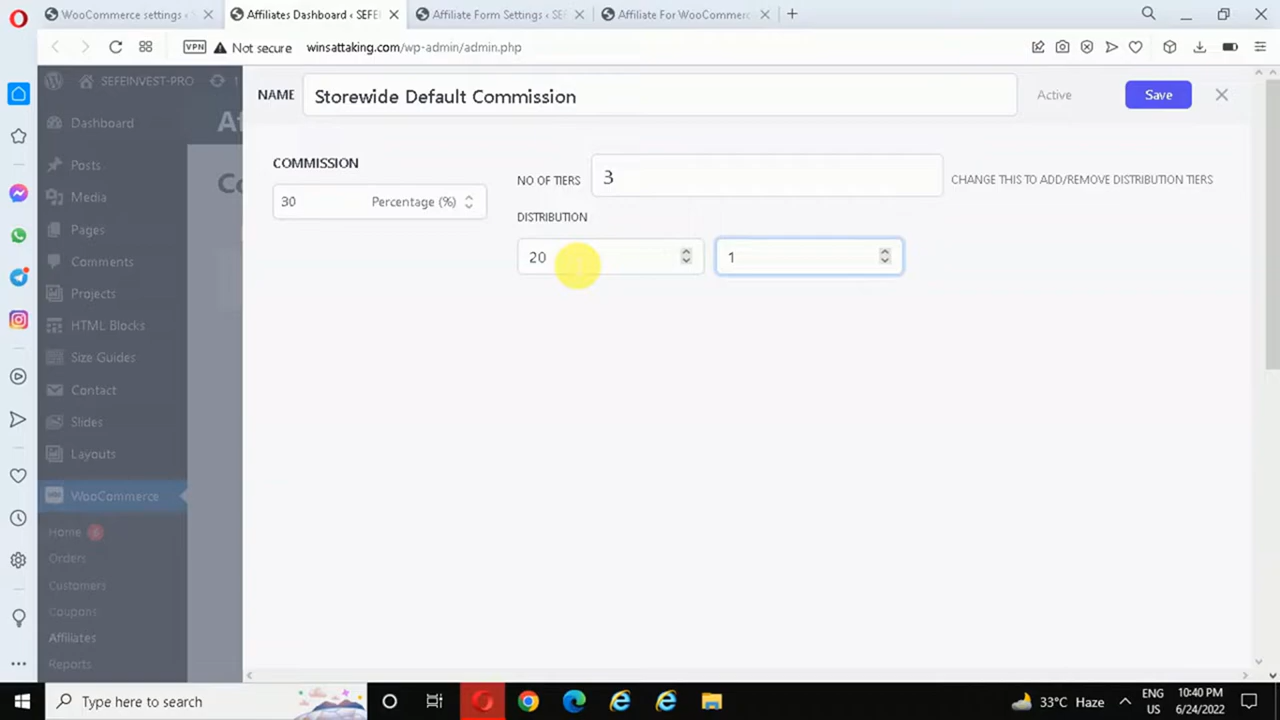 WooCommerce settings ‹
Affiliates Dashboard ‹ SEFE
Affiliate Form Settings ‹ SE
Affiliate For WooCommerc
VPN
Not secure
winsattaking.com/wp-admin/admin.php
SEFEINVEST-PRO
1
Dashboard
Posts
Media
Pages
Comments
Projects
HTML Blocks
Size Guides
Contact
Slides
Layouts
WooCommerce
Home 6
Orders
Customers
Coupons
Affiliates
Reports
Af
Co
NAME
Storewide Default Commission
Active
Save
COMMISSION
30
Percentage (%)
NO OF TIERS
3
CHANGE THIS TO ADD/REMOVE DISTRIBUTION TIERS
DISTRIBUTION
20
1
Type here to search
33°C Haze
ENG
US
10:40 PM
6/24/2022